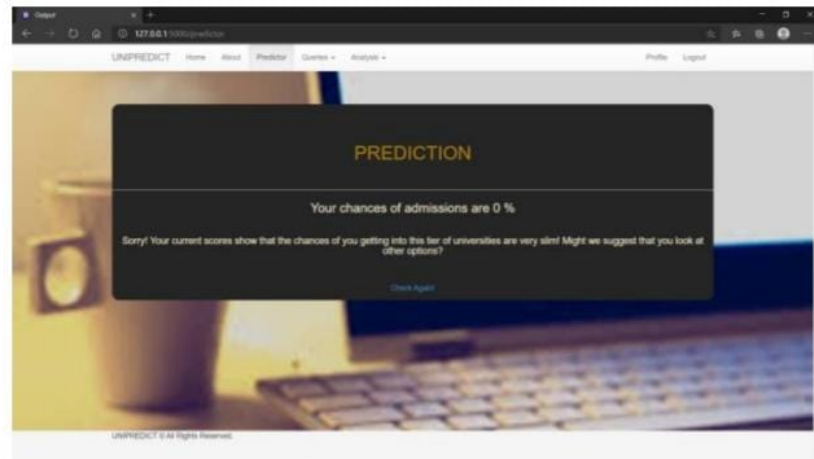 Output
127.0.0.1:5000/predictor
UNIPREDICT Home About Predictor Queries Analysis Profile Logout
PREDICTION
Your chances of admissions are 0 %
Sorry! Your current scores show that the chances of you getting into this tier of universities are very slim! Might we suggest that you look at
other options?
Check Again!
UNIPREDICT © All Rights Reserved.